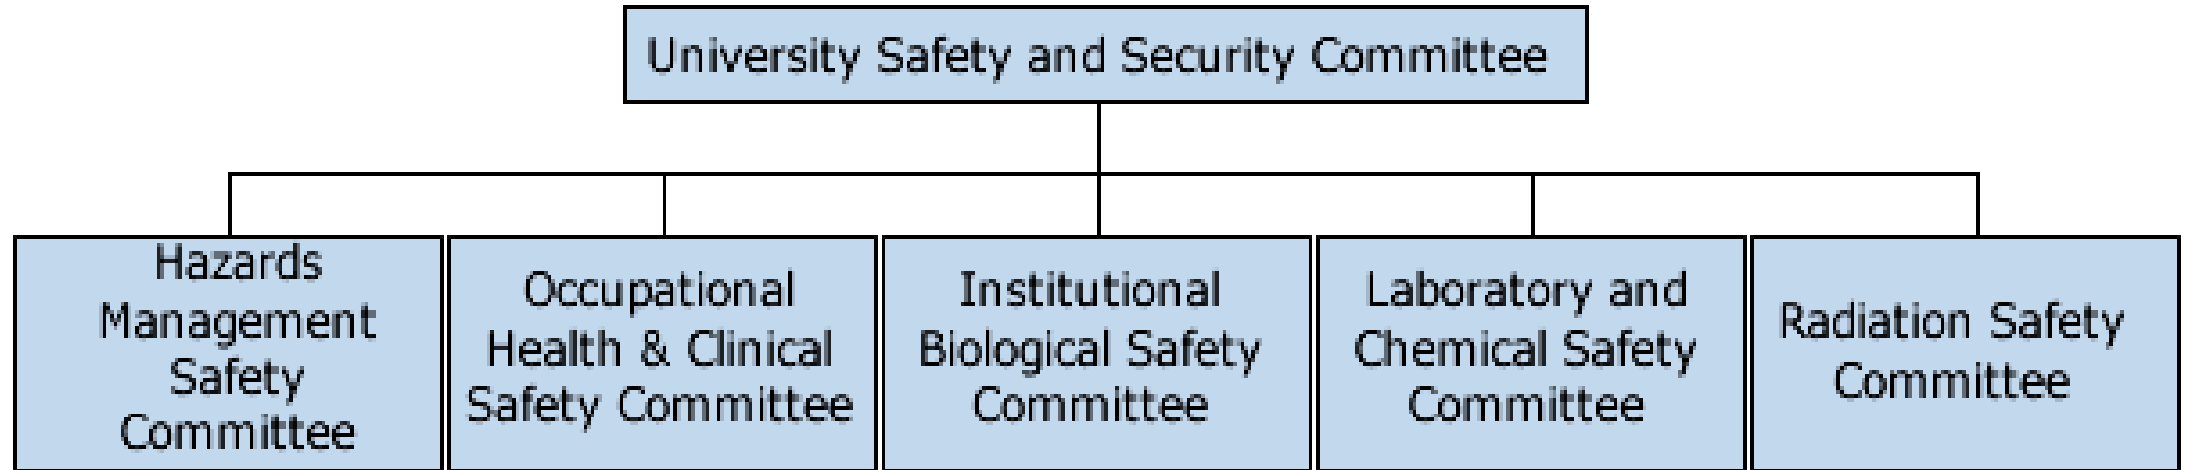 University Safety and Security Committee
Hazards
Management
Safety
Committee
Occupational
Health & Clinical
Safety Committee
Institutional
Biological Safety
Committee
Laboratory and
Chemical Safety
Committee
Radiation Safety
Committee